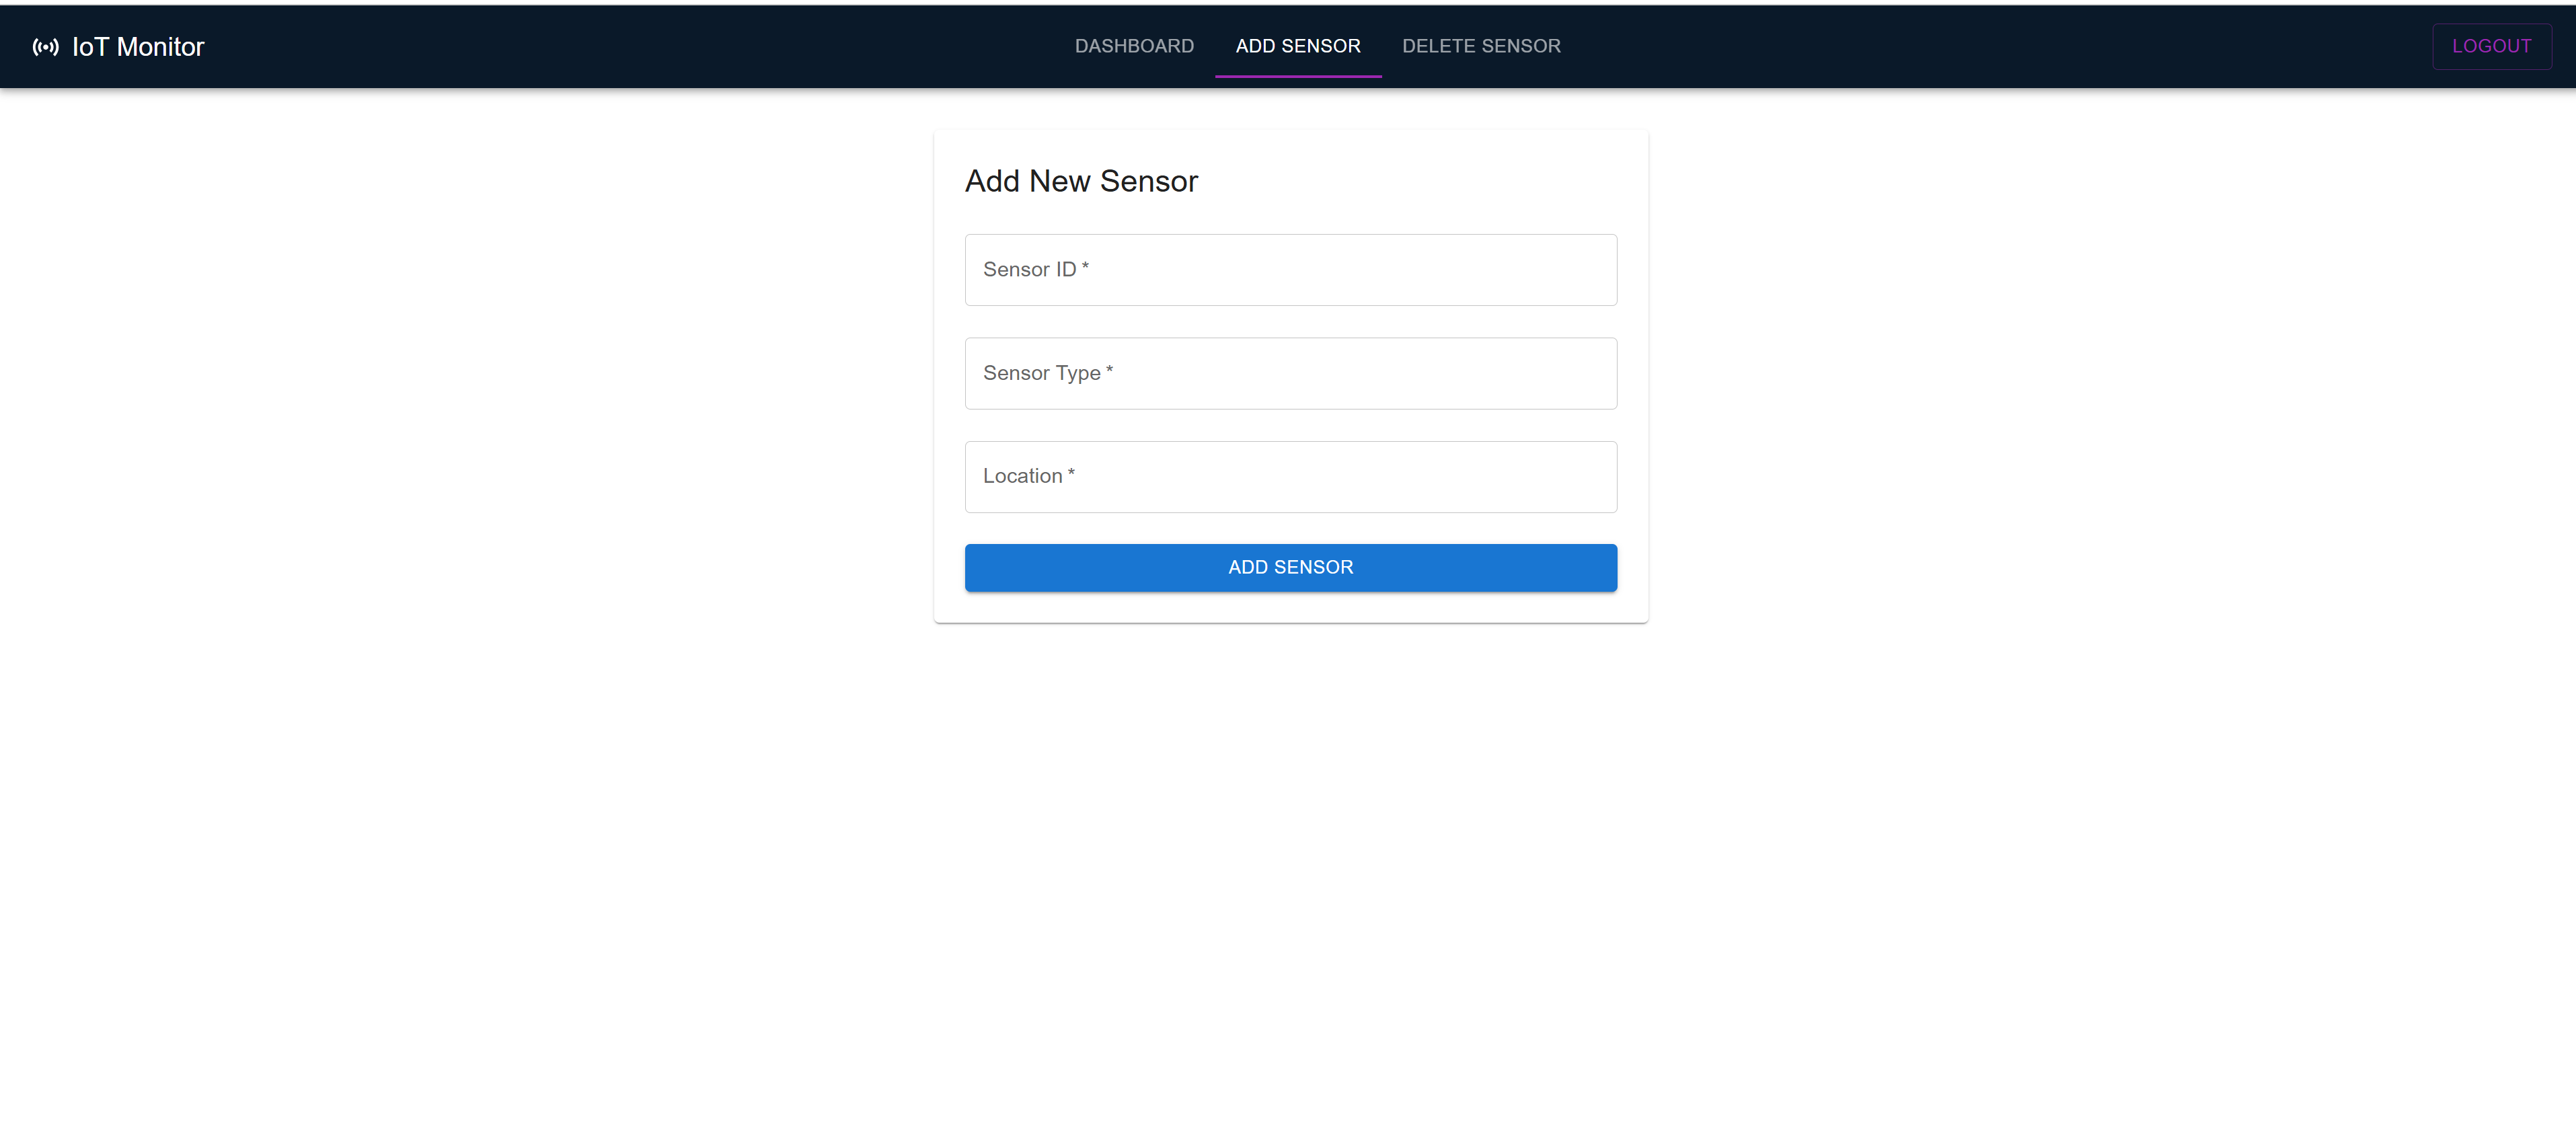 IoT Monitor
DASHBOARD
ADD SENSOR
DELETE SENSOR
LOGOUT
Add New Sensor
Sensor ID *
Sensor Type *
Location *
ADD SENSOR